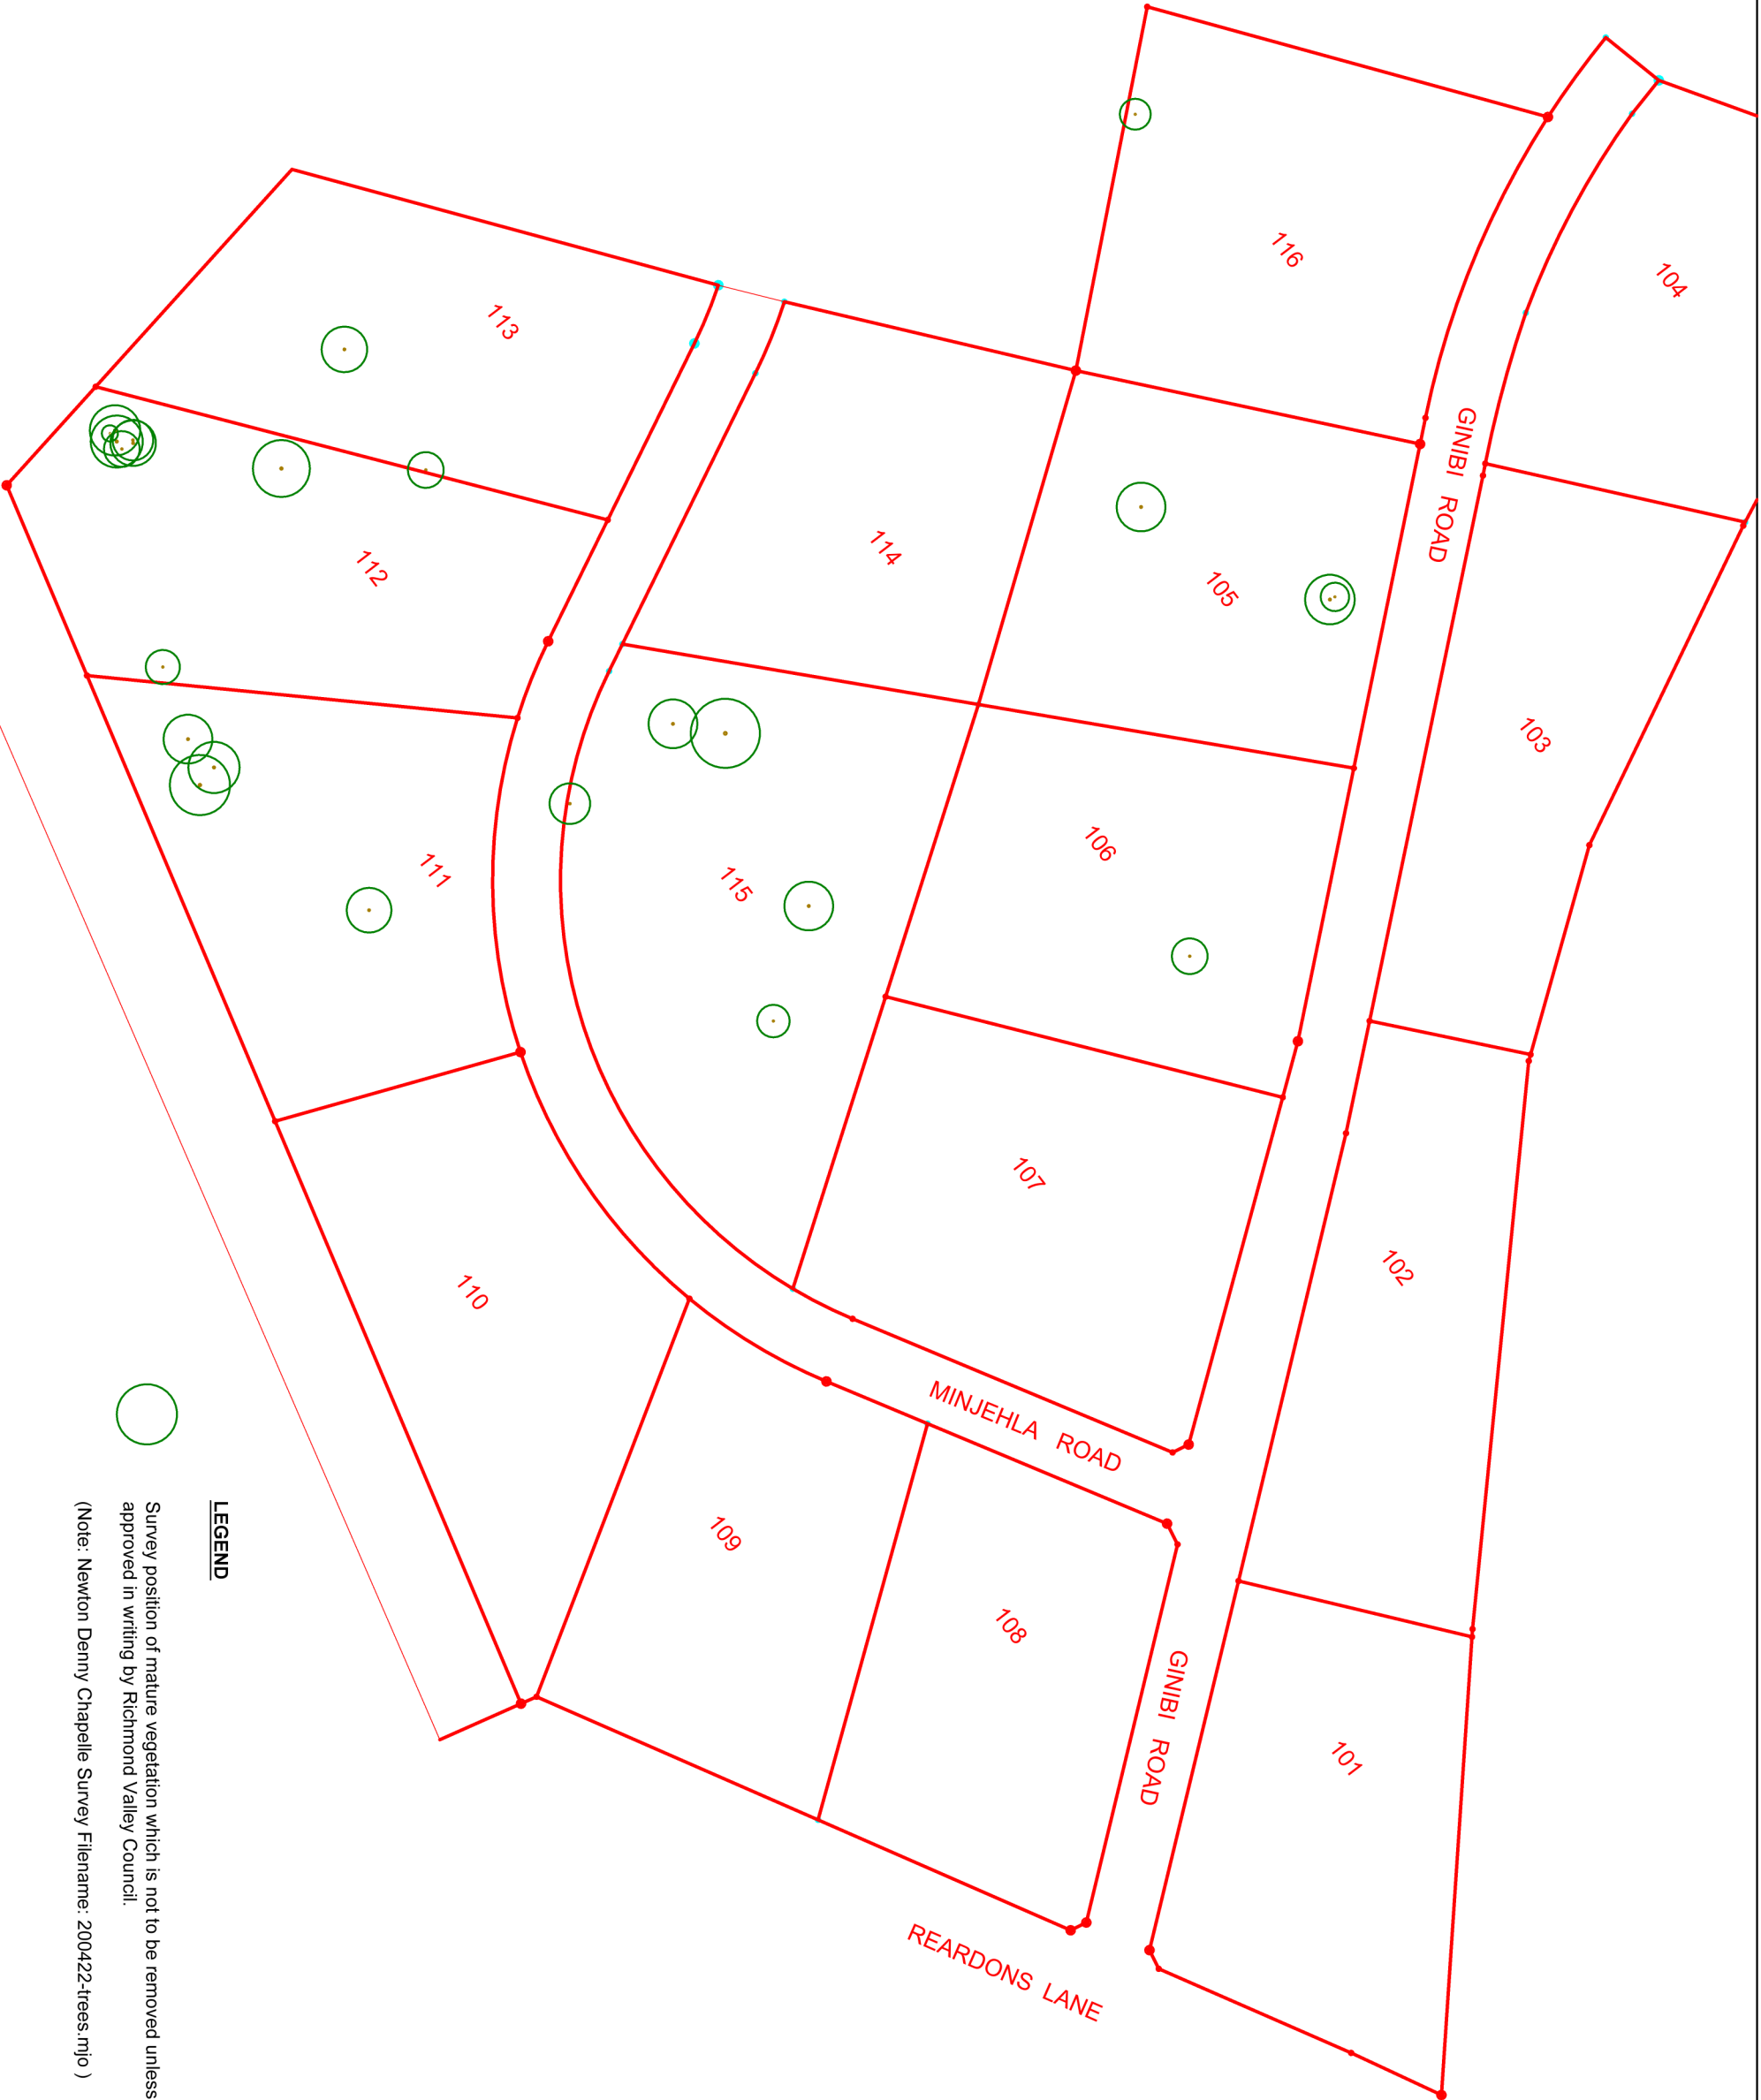 104
116
113
GINIBI ROAD
114
112
105
103
106
111
115
107
102
110
MINJEHLA ROAD
109
108
GINIBI ROAD
101
REARDONS LANE
LEGEND
Survey position of mature vegetation which is not to be removed unless
approved in writing by Richmond Valley Council.
(Note: Newton Denny Chapelle Survey Filename: 200422-trees.mjo )